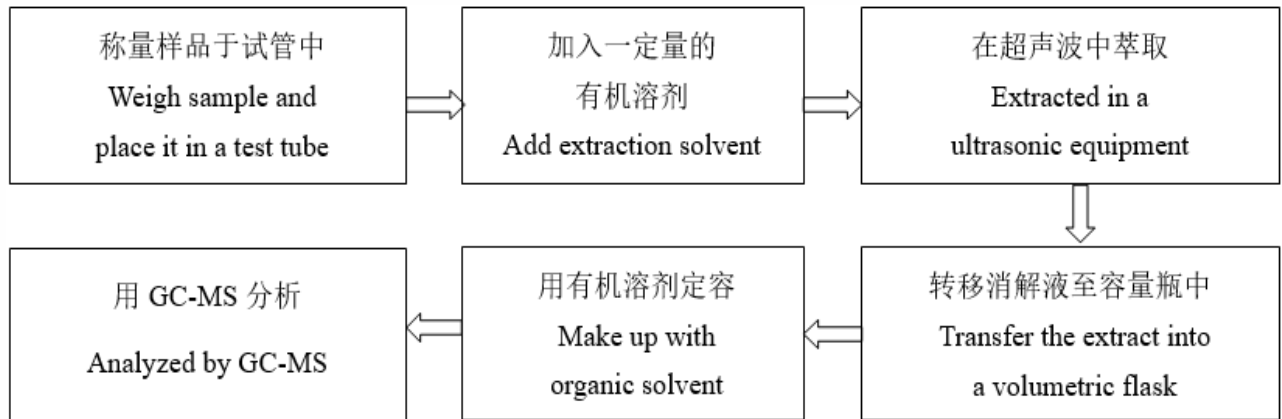 称量样品于试管中
Weigh sample and
place it in a test tube
加入一定量的
有机溶剂
Add extraction solvent
在超声波中萃取
Extracted in a
ultrasonic equipment
转移消解液至容量瓶中
Transfer the extract into
a volumetric flask
用有机溶剂定容
Make up with
organic solvent
用 GC-MS 分析
Analyzed by GC-MS